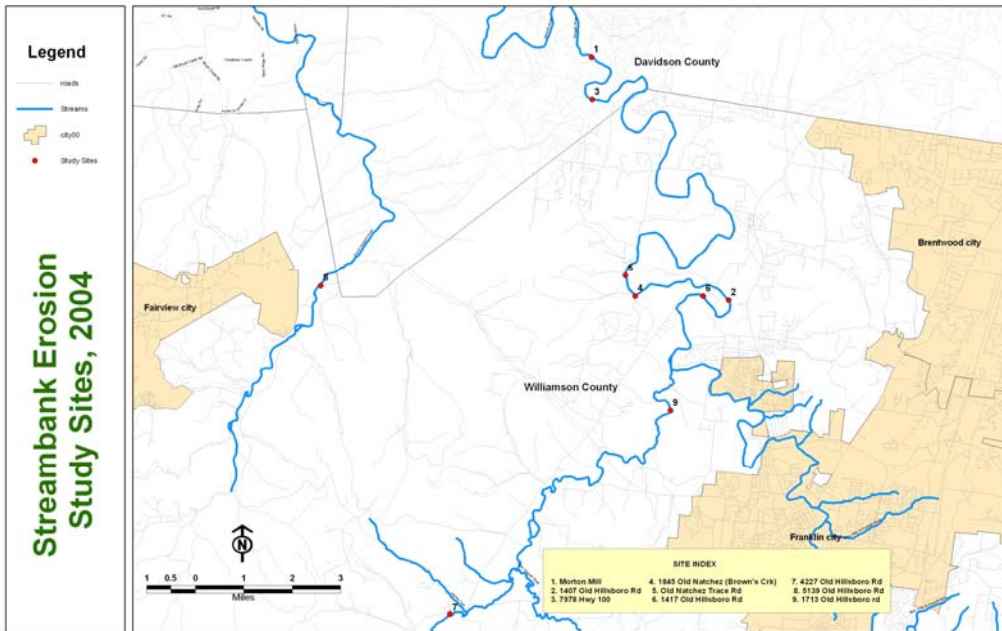 Legend
roads
Streams
city00
Study Sites
Streambank Erosion
Study Sites, 2004
Davidson County
Brentwood city
Fairview city
Williamson County
Franklin city
1
3
5
4
6
2
8
9
7
N
1 0.5 0 1 2 3
Miles
SITE INDEX
1. Morton Mill
2. 1407 Old Hillsboro Rd
3. 7978 Hwy 100
4. 1845 Old Natchez (Brown's Crk)
5. Old Natchez Trace Rd
6. 1417 Old Hillsboro Rd
7. 4227 Old Hillsboro Rd
8. 5139 Old Hillsboro Rd
9. 1713 Old Hillsboro rd